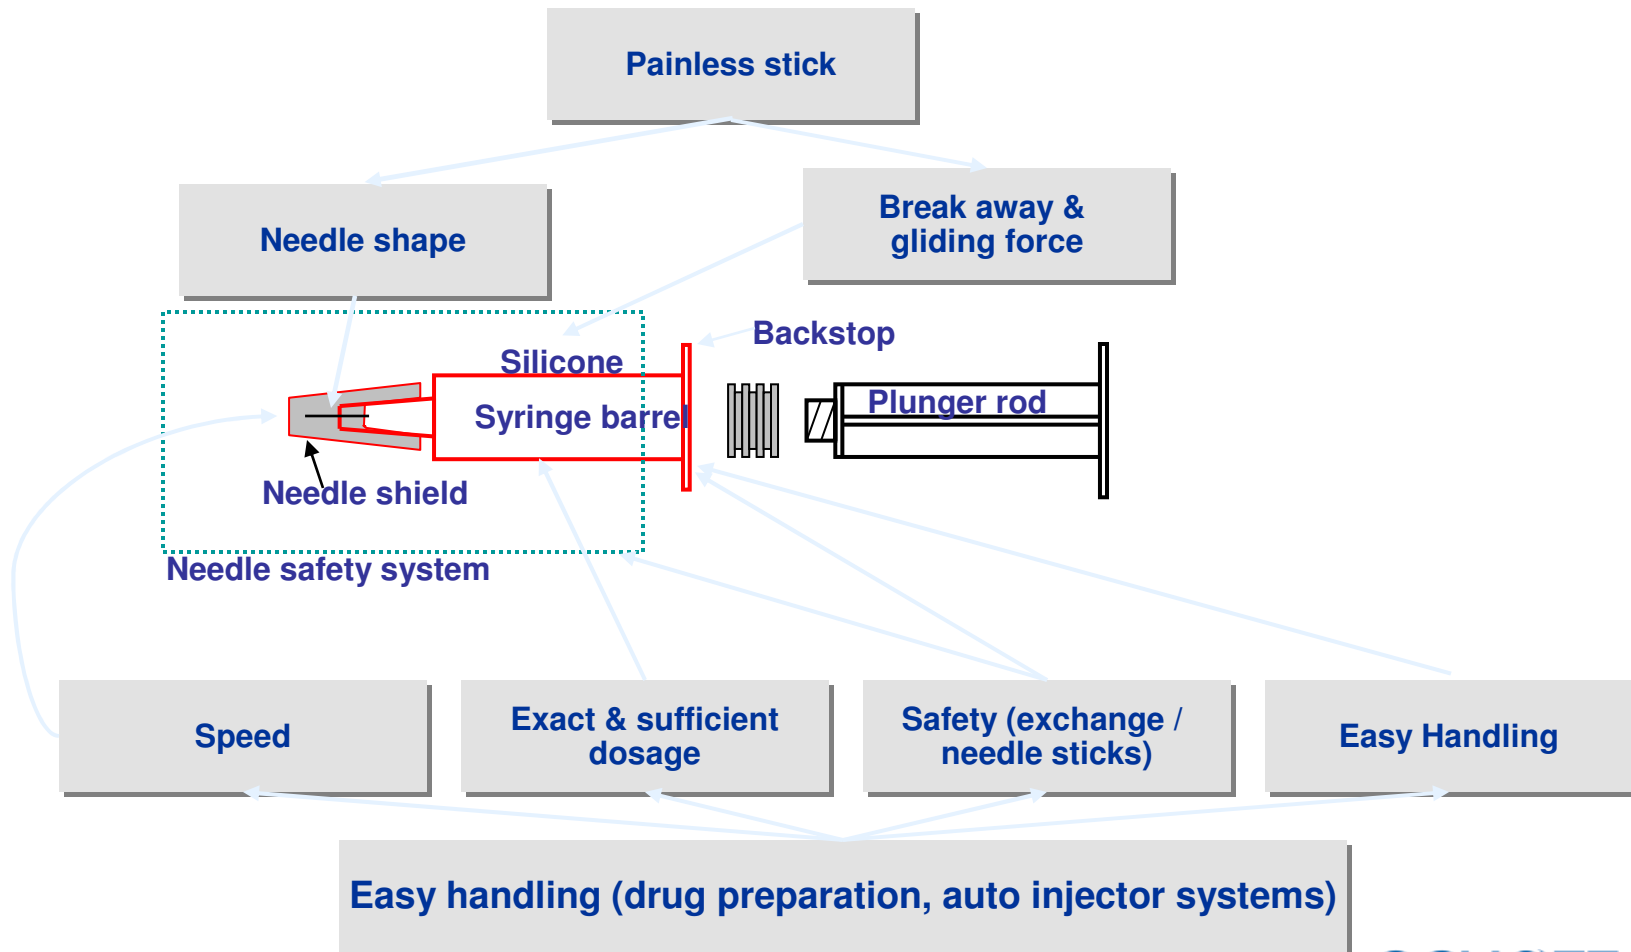 Painless stick
Needle shape
Break away &
gliding force
Backstop
Silicone
Syringe barrel
Plunger rod
Needle shield
Needle safety system
Speed
Exact & sufficient
dosage
Safety (exchange /
needle sticks)
Easy Handling
Easy handling (drug preparation, auto injector systems)